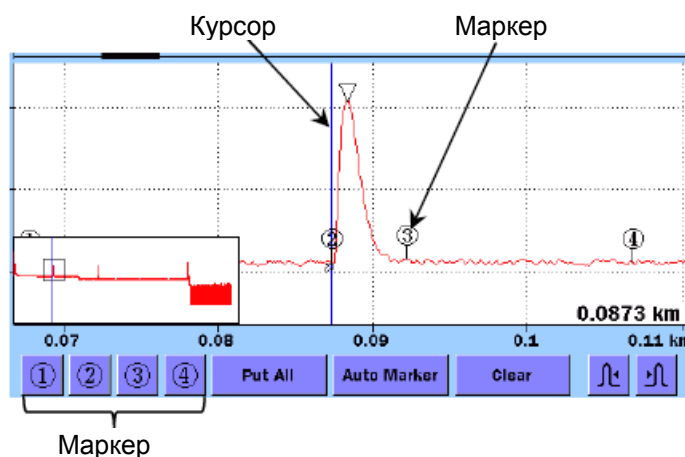 Курсор Маркер
①
② ③ ④
0.0873 km
0.07 0.08 0.09 0.1 0.11 km
① ② ③ ④ Put All Auto Marker Clear
Маркер